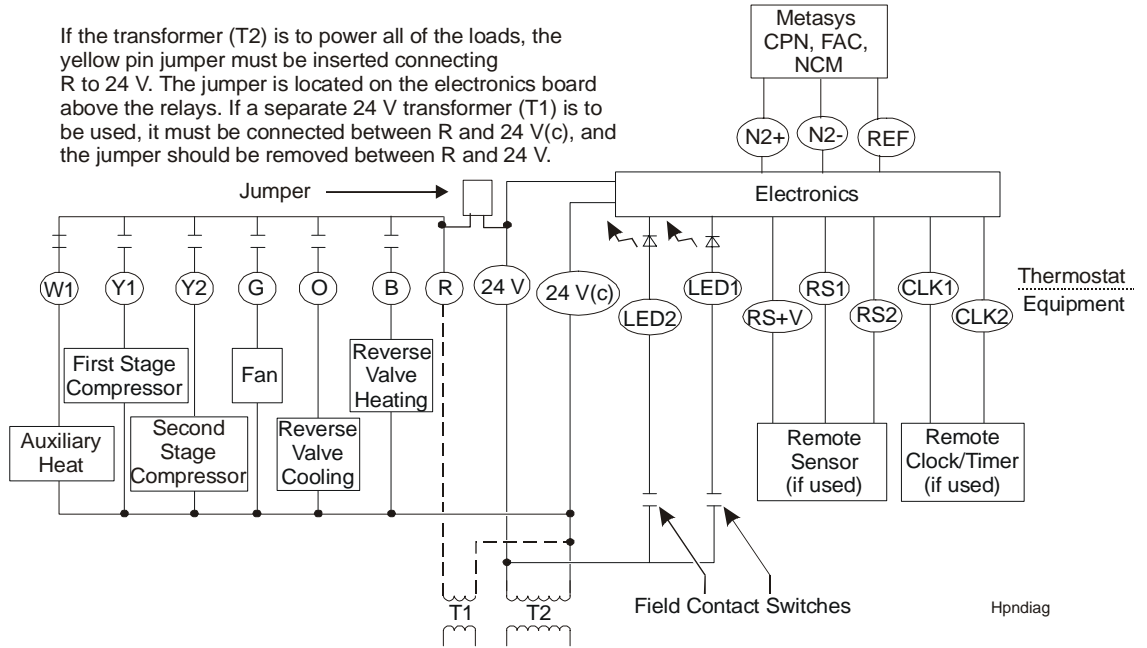 If the transformer (T2) is to power all of the loads, the
yellow pin jumper must be inserted connecting
R to 24 V. The jumper is located on the electronics board
above the relays. If a separate 24 V transformer (T1) is to
be used, it must be connected between R and 24 V(c), and
the jumper should be removed between R and 24 V.
Metasys
CPN, FAC,
NCM
N2+ N2- REF
Jumper
Electronics
W1 Y1 Y2 G O B R 24 V 24 V(c) LED2 LED1 RS+V RS1 RS2 CLK1 CLK2
Thermostat
Equipment
First Stage
Compressor
Fan
Reverse
Valve
Heating
Auxiliary
Heat
Second
Stage
Compressor
Reverse
Valve
Cooling
Remote
Sensor
(if used)
Remote
Clock/Timer
(if used)
T1 T2
Field Contact Switches
Hpndiag